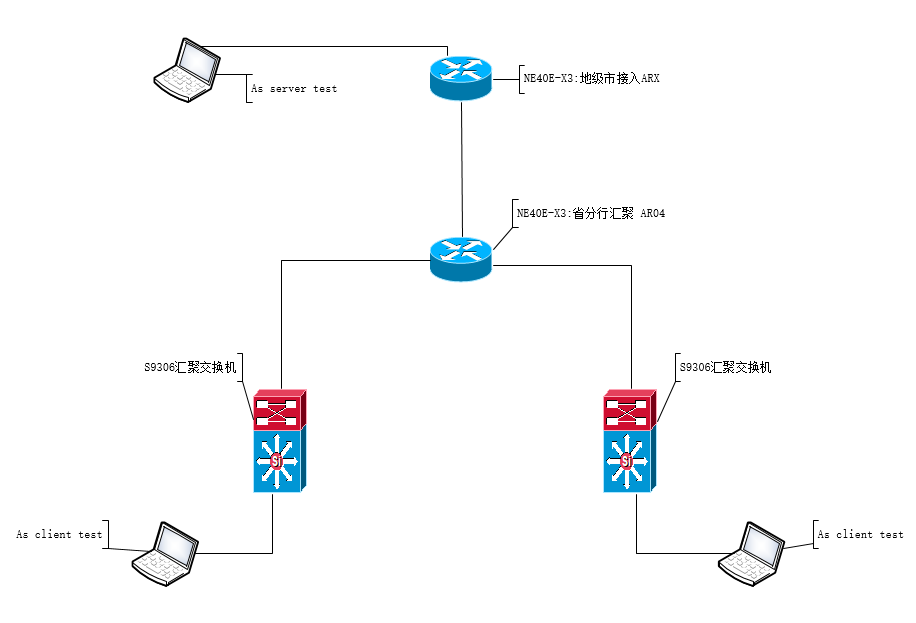 As server test
NE40E-X3:地级市接入ARX
NE40E-X3:省分行汇聚 AR04
S9306汇聚交换机
S9306汇聚交换机
Si
Si
As client test
As client test